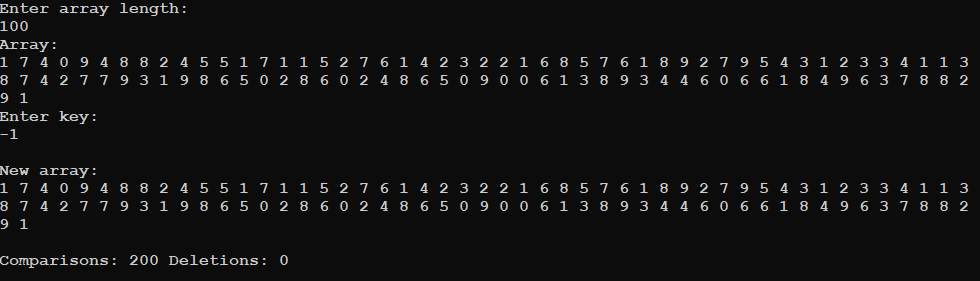 Enter array length:
100
Array:
1 7 4 0 9 4 8 8 2 4 5 5 1 7 1 1 5 2 7 6 1 4 2 3 2 2 1 6 8 5 7 6 1 8 9 2 7 9 5 4 3 1 2 3 3 4 1 1 3
8 7 4 2 7 7 9 3 1 9 8 6 5 0 2 8 6 0 2 4 8 6 5 0 9 0 0 6 1 3 8 9 3 4 4 6 0 6 6 1 8 4 9 6 3 7 8 8 2
9 1
Enter key:
-1
New array:
1 7 4 0 9 4 8 8 2 4 5 5 1 7 1 1 5 2 7 6 1 4 2 3 2 2 1 6 8 5 7 6 1 8 9 2 7 9 5 4 3 1 2 3 3 4 1 1 3
8 7 4 2 7 7 9 3 1 9 8 6 5 0 2 8 6 0 2 4 8 6 5 0 9 0 0 6 1 3 8 9 3 4 4 6 0 6 6 1 8 4 9 6 3 7 8 8 2
9 1
Comparisons: 200 Deletions: 0